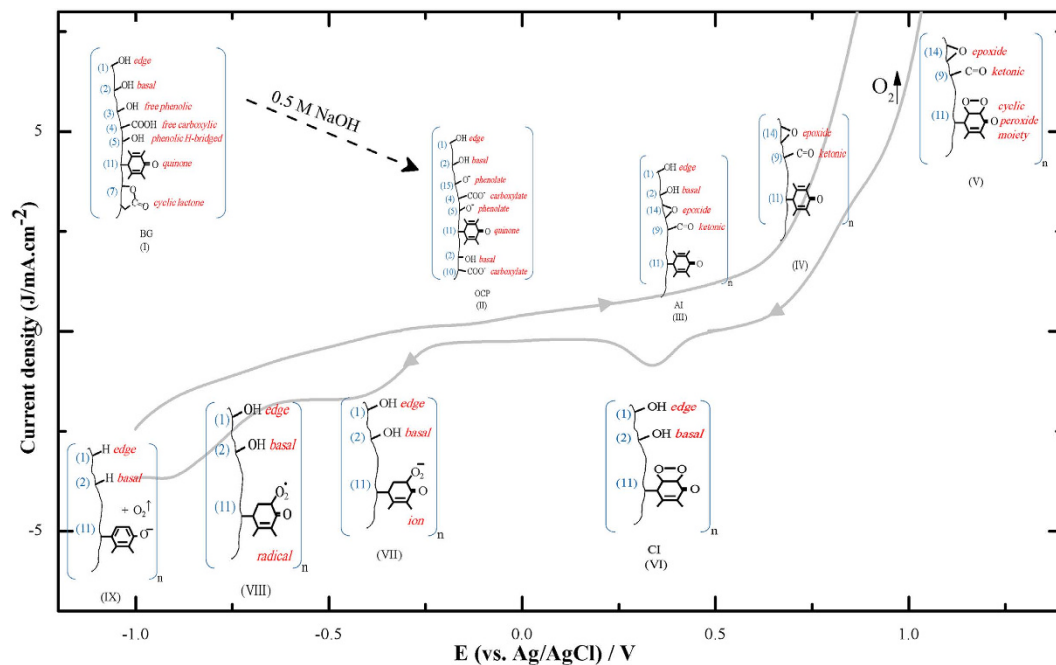 Current density (J/mA.cm-2)
5
0
-5
-1.0
-0.5
0.0
0.5
1.0
E (vs. Ag/AgCl) / V
0.5 M NaOH
O2
(1) OH edge
(2) OH basal
(3) OH free phenolic
(4) COOH free carboxylic
(5) OH phenolic H-bridged
(11) O quinone
(7) O
C=O cyclic lactone
n
BG
(I)
(1) OH edge
(2) OH basal
(15) O- phenolate
(4) COO- carboxylate
(5) O- phenolate
(11) O quinone
(2) OH basal
(10) COO- carboxylate
n
OCP
(II)
(1) OH edge
(2) OH basal
(14) O epoxide
(9) C=O ketonic
(11) O
n
AI
(III)
(14) O epoxide
(9) C=O ketonic
(11) O
n
(IV)
(14) O epoxide
(9) C=O ketonic
O-O cyclic
(11) O peroxide
moiety
n
(V)
(1) OH edge
(2) OH basal
O-O
(11) O
n
CI
(VI)
(1) OH edge
(2) OH basal
O2-
(11) O
ion
n
(VII)
(1) OH edge
(2) OH basal
O2•
(11) O
radical
n
(VIII)
(1) H edge
(2) H basal
+ O2↑
(11) O-
n
(IX)